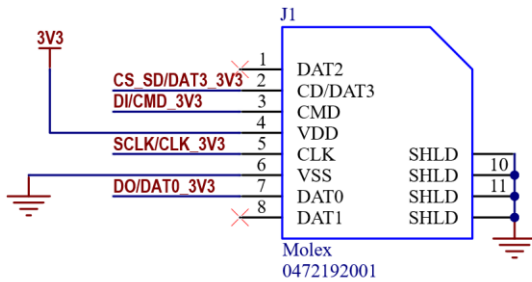 J1
3V3
1 DAT2
CS_SD/DAT3_3V3 2 CD/DAT3
DI/CMD_3V3 3 CMD
4 VDD
SCLK/CLK_3V3 5 CLK SHLD
6 VSS SHLD 10
DO/DAT0_3V3 7 DAT0 SHLD 11
8 DAT1 SHLD
Molex
0472192001